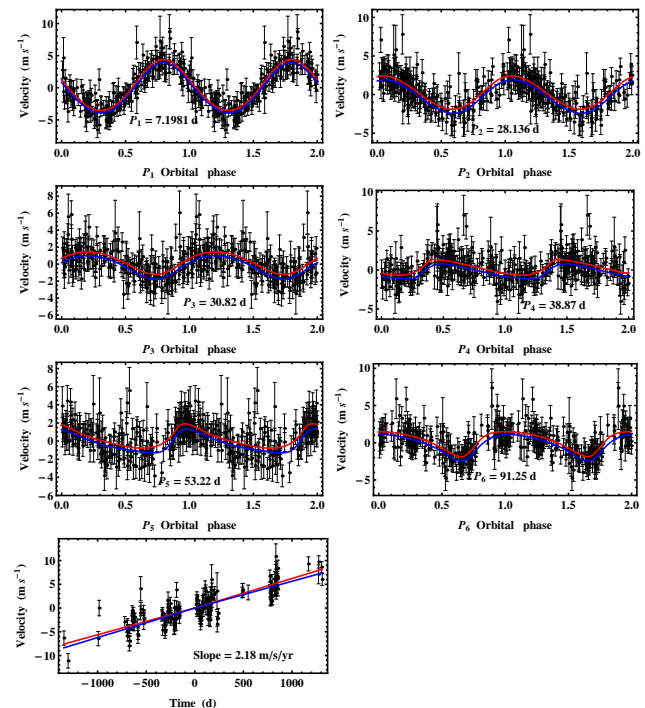 10
5
0
−5
Velocity (m s⁻¹)
P₁ = 7.1981 d
0.0 0.5 1.0 1.5 2.0
P₁ Orbital phase
10
5
0
−5
Velocity (m s⁻¹)
P₂ = 28.136 d
0.0 0.5 1.0 1.5 2.0
P₂ Orbital phase
8
6
4
2
0
−2
−4
−6
Velocity (m s⁻¹)
P₃ = 30.82 d
0.0 0.5 1.0 1.5 2.0
P₃ Orbital phase
10
5
0
−5
Velocity (m s⁻¹)
P₄ = 38.87 d
0.0 0.5 1.0 1.5 2.0
P₄ Orbital phase
8
6
4
2
0
−2
−4
−6
Velocity (m s⁻¹)
P₅ = 53.22 d
0.0 0.5 1.0 1.5 2.0
P₅ Orbital phase
10
5
0
−5
Velocity (m s⁻¹)
P₆ = 91.25 d
0.0 0.5 1.0 1.5 2.0
P₆ Orbital phase
10
5
0
−5
−10
Velocity (m s⁻¹)
Slope = 2.18 m/s/yr
−1000 −500 0 500 1000
Time (d)